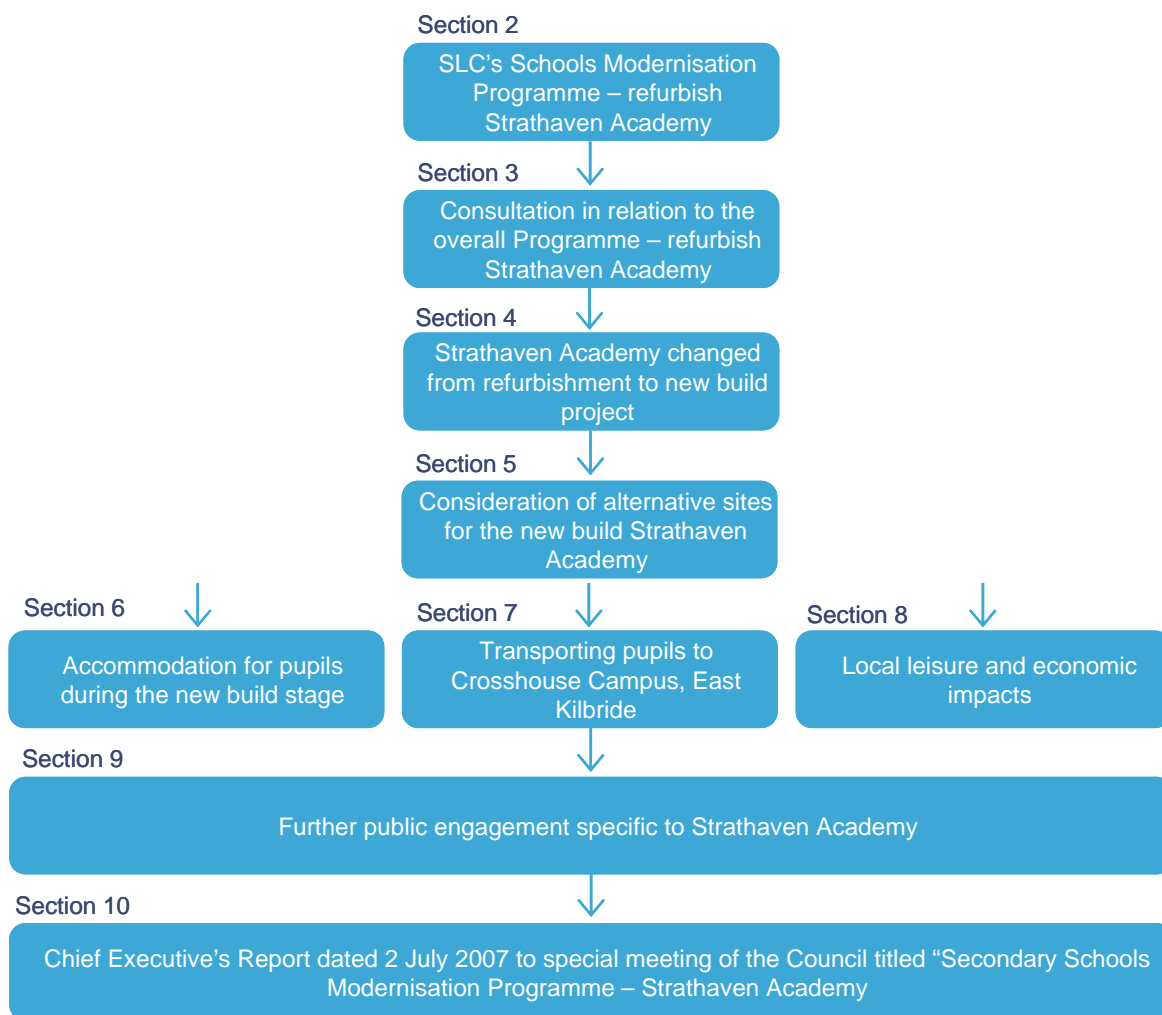 Section 2
SLC’s Schools Modernisation
Programme – refurbish
Strathaven Academy
Section 3
Consultation in relation to the
overall Programme – refurbish
Strathaven Academy
Section 4
Strathaven Academy changed
from refurbishment to new build
project
Section 5
Consideration of alternative sites
for the new build Strathaven
Academy
Section 6
Accommodation for pupils
during the new build stage
Section 7
Transporting pupils to
Crosshouse Campus, East
Kilbride
Section 8
Local leisure and economic
impacts
Section 9
Further public engagement specific to Strathaven Academy
Section 10
Chief Executive’s Report dated 2 July 2007 to special meeting of the Council titled “Secondary Schools
Modernisation Programme – Strathaven Academy